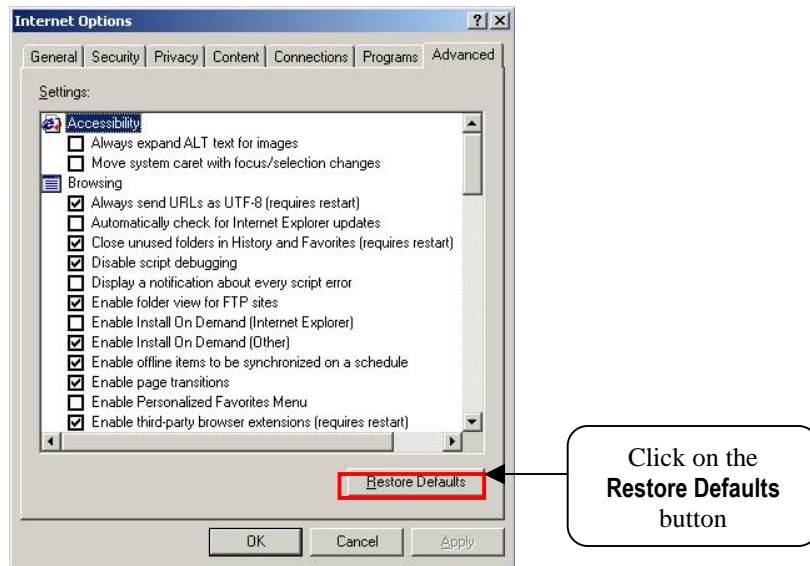 Internet Options
General Security Privacy Content Connections Programs Advanced
Settings:
Accessibility
Always expand ALT text for images
Move system caret with focus/selection changes
Browsing
Always send URLs as UTF-8 (requires restart)
Automatically check for Internet Explorer updates
Close unused folders in History and Favorites (requires restart)
Disable script debugging
Display a notification about every script error
Enable folder view for FTP sites
Enable Install On Demand (Internet Explorer)
Enable Install On Demand (Other)
Enable offline items to be synchronized on a schedule
Enable page transitions
Enable Personalized Favorites Menu
Enable third-party browser extensions (requires restart)
Restore Defaults
Click on the
Restore Defaults
button
OK Cancel Apply